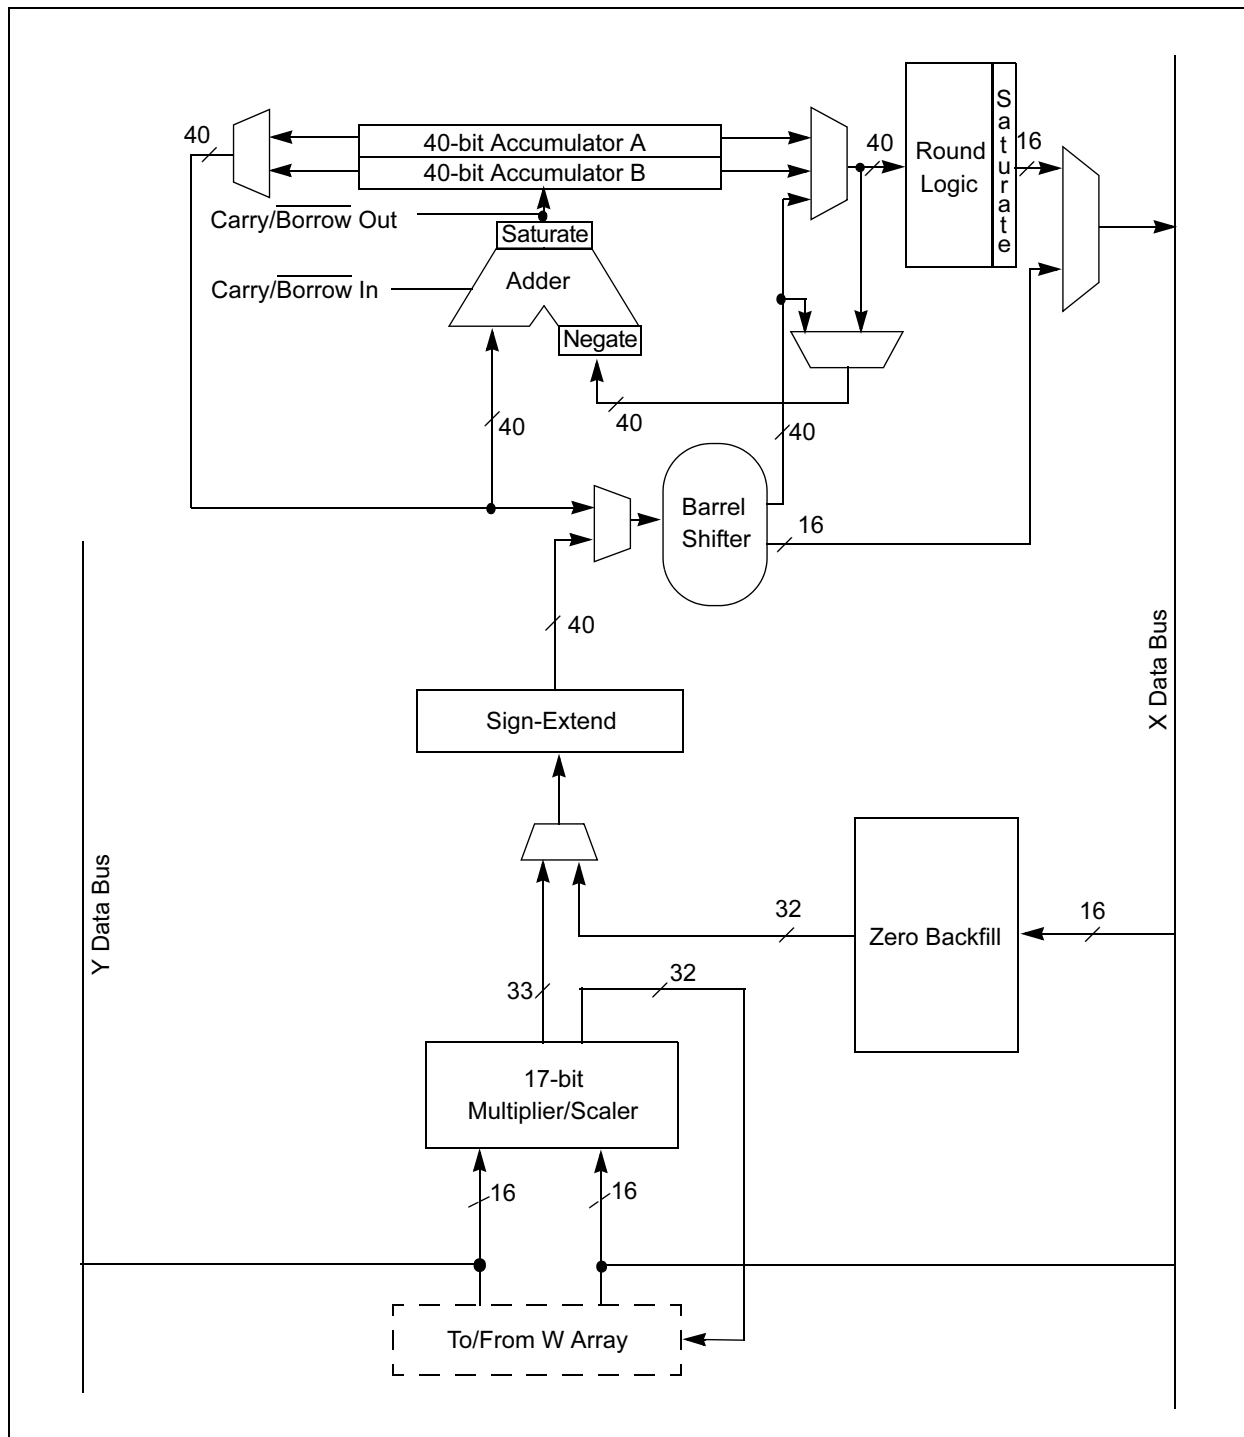 40
40-bit Accumulator A
40-bit Accumulator B
40
Round
Logic
Saturate
16
Carry/Borrow Out
Saturate
Carry/Borrow In
Adder
Negate
40
40
40
Barrel
Shifter
16
40
X Data Bus
Sign-Extend
Y Data Bus
32
Zero Backfill
16
33
32
17-bit
Multiplier/Scaler
16
16
To/From W Array